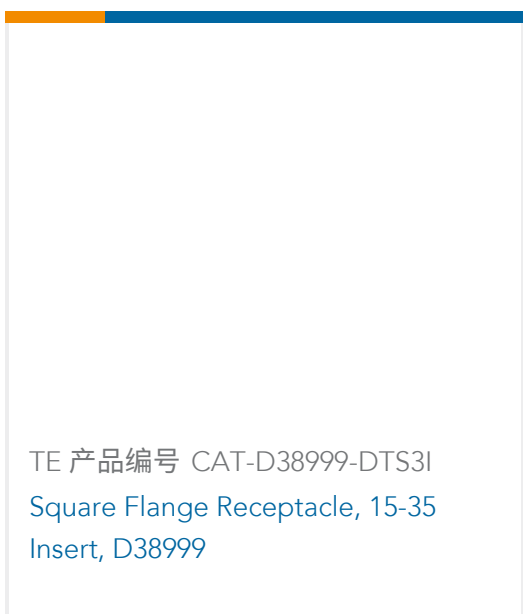 TE 产品编号 CAT-D38999-DTS3I
Square Flange Receptacle, 15-35
Insert, D38999